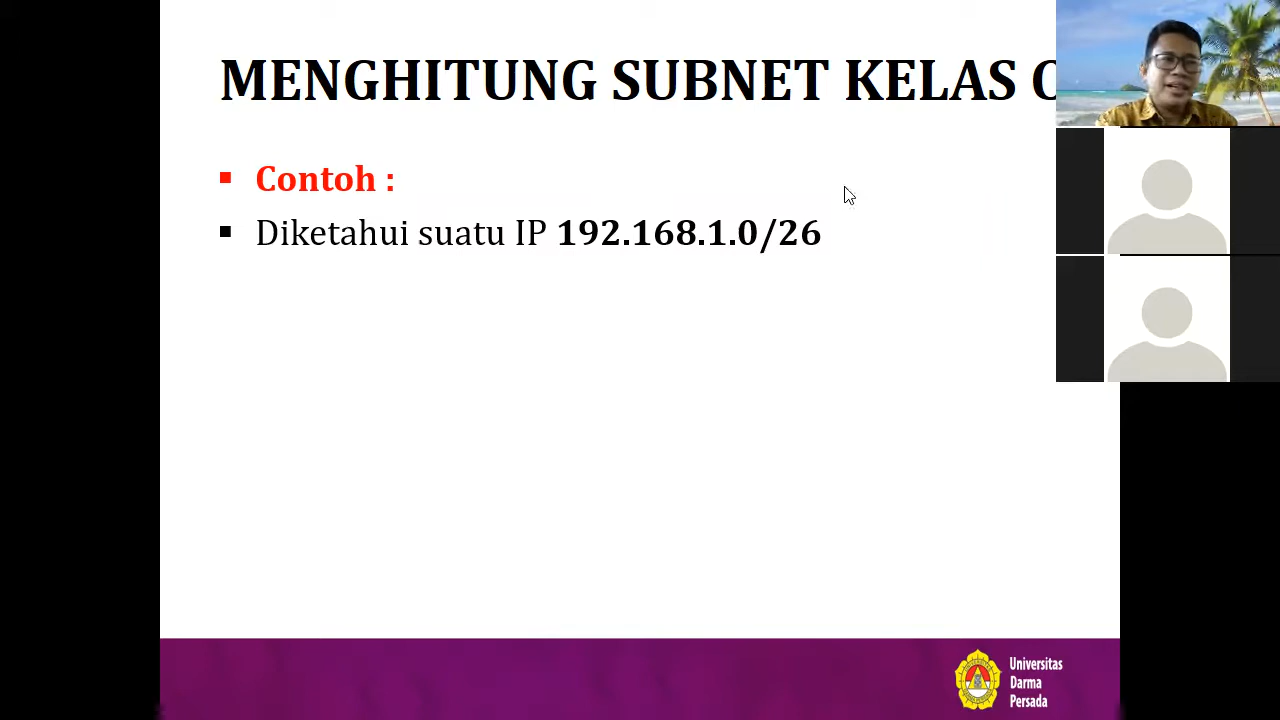 MENGHITUNG SUBNET KELAS C
Contoh :
Diketahui suatu IP 192.168.1.0/26
Universitas
Darma
Persada